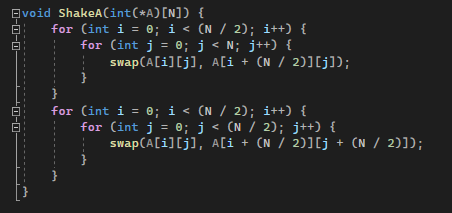 void ShakeA(int(*A)[N]) {
for (int i = 0; i < (N / 2); i++) {
for (int j = 0; j < N; j++) {
swap(A[i][j], A[i + (N / 2)][j]);
}
}
for (int i = 0; i < (N / 2); i++) {
for (int j = 0; j < (N / 2); j++) {
swap(A[i][j], A[i + (N / 2)][j + (N / 2)]);
}
}
}